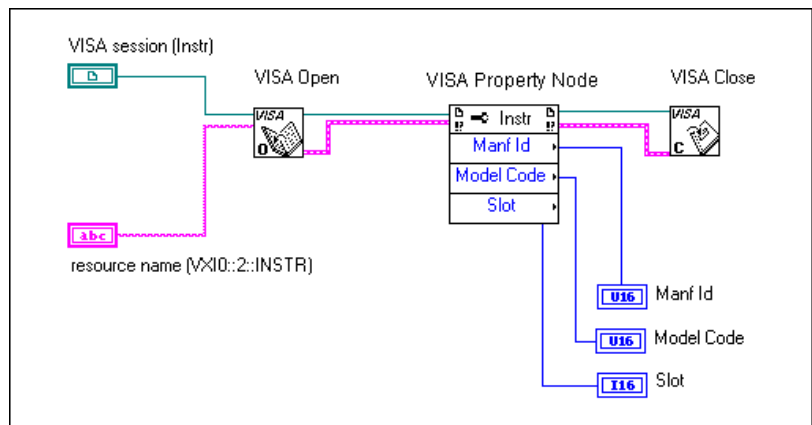 VISA session (Instr)
VISA Open
VISA Property Node
VISA Close
VISA
O
Instr
VISA
C
Manf Id
Model Code
Slot
abc
resource name (VXI0::2::INSTR)
U16 Manf Id
U16 Model Code
I16 Slot